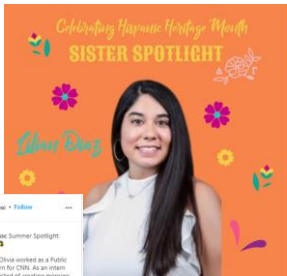 Celebrating Hispanic Heritage Month
SISTER SPOTLIGHT
Lilian Diaz
• Follow
Summer Spotlight:
Olivia worked as a Public
for CNN. As an intern